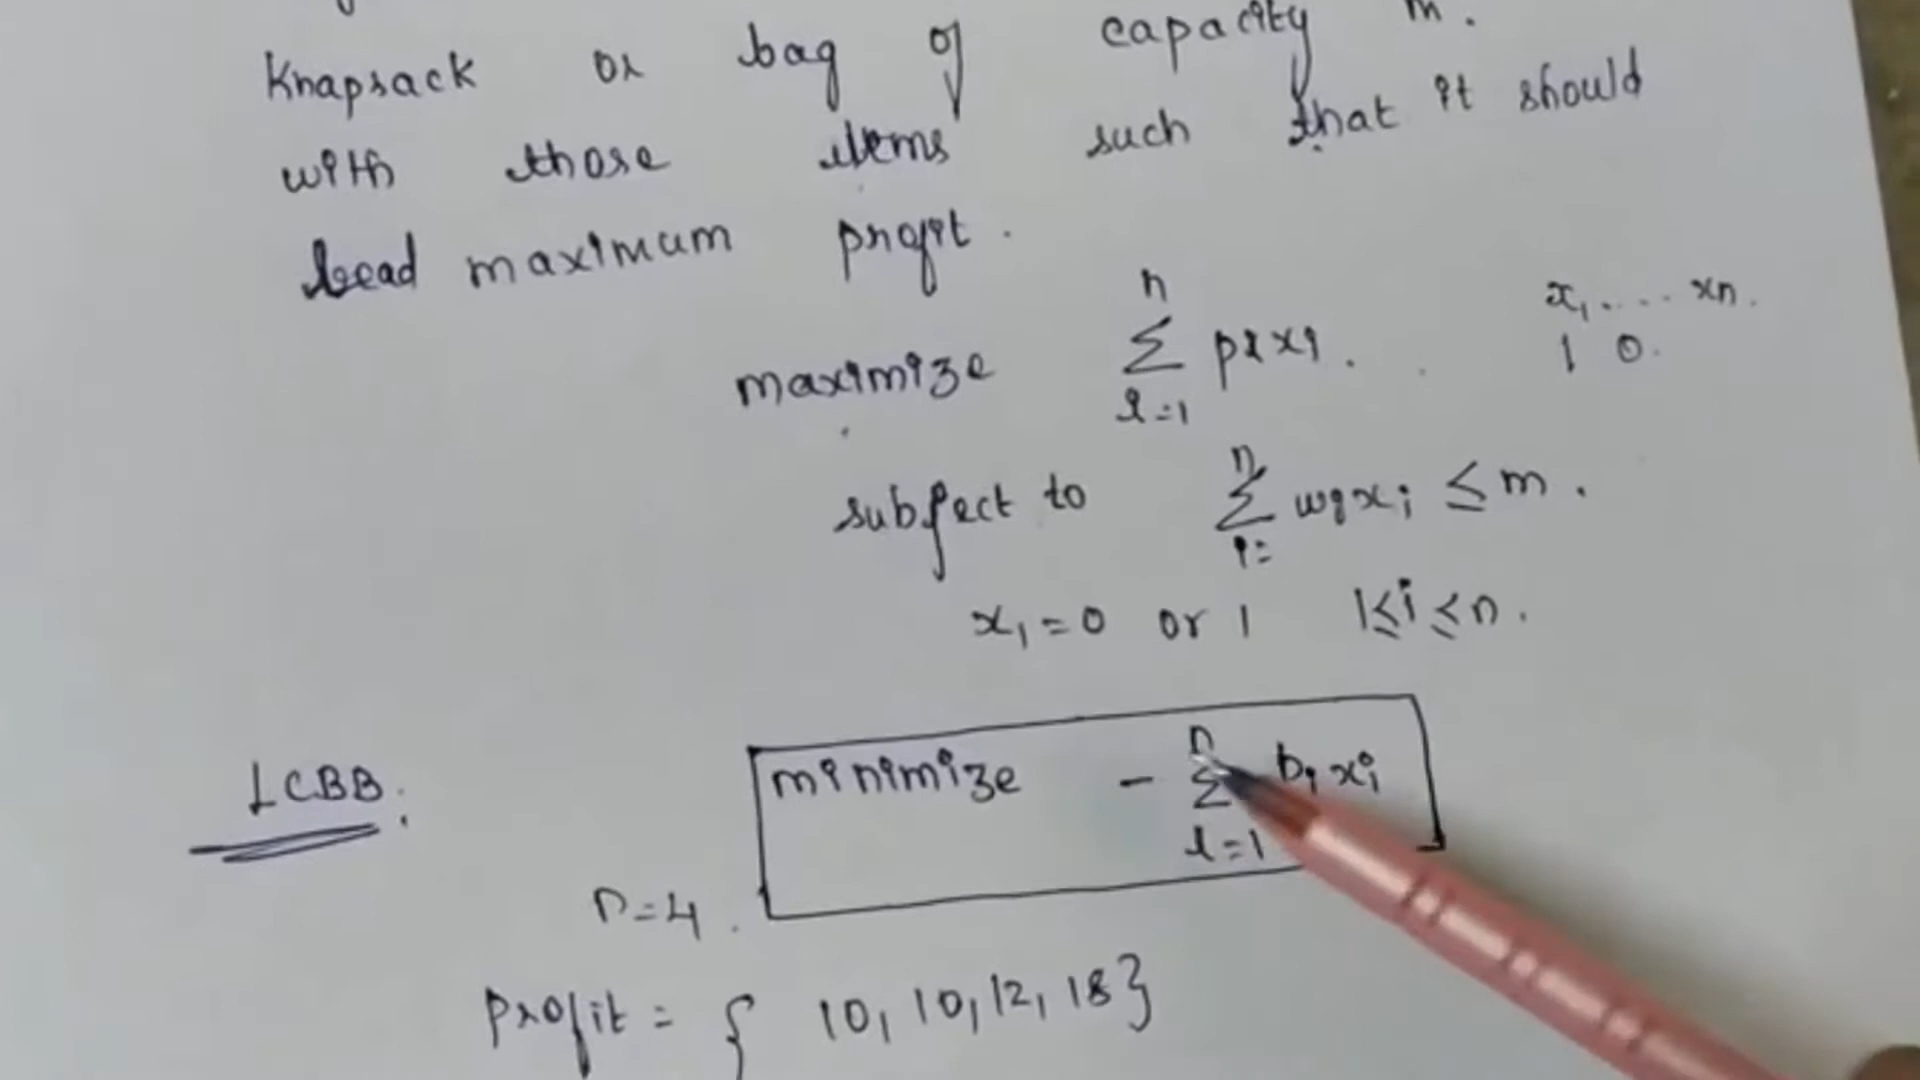 Knapsack or bag of capacity m.
with those items such that it should
lead maximum profit.
maximize n Σ i=1 pixi. x1....xn.
1 0.
subject to n Σ i= wixi ≤ m.
x1=0 or 1 1≤i≤n.
LCBB. minimize - n Σ i=1 pixi
n=4.
profit = { 10, 10, 12, 18}